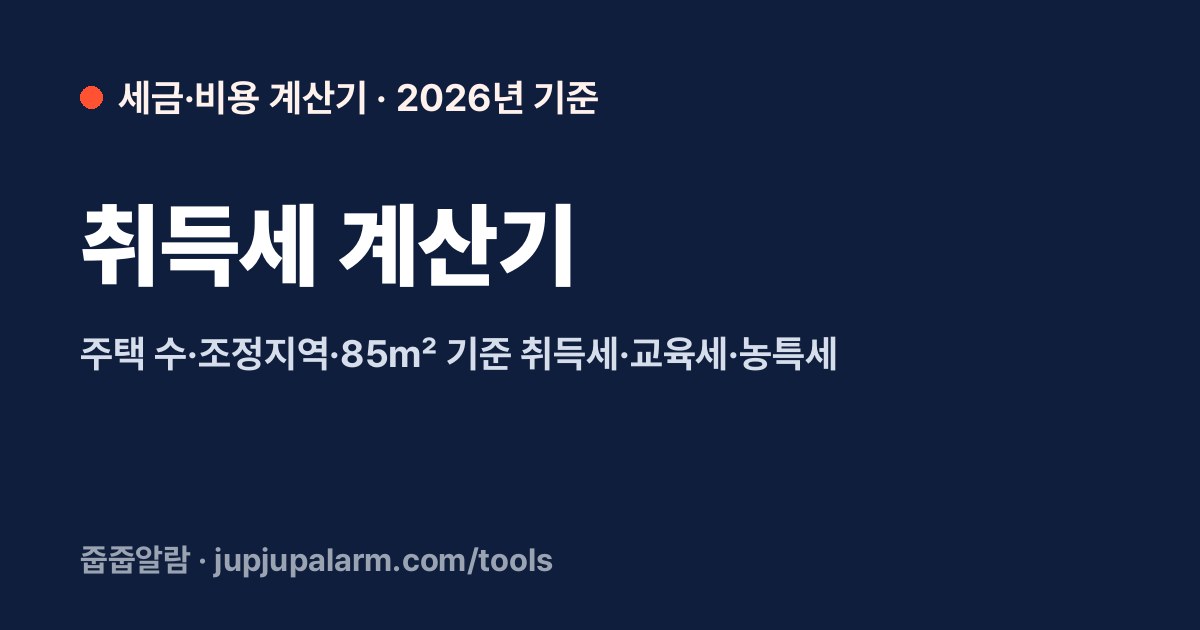 세금·비용 계산기 · 2026년 기준
취득세 계산기
주택 수·조정지역·85m² 기준 취득세·교육세·농특세
줍줍알람 · jupjupalarm.com/tools